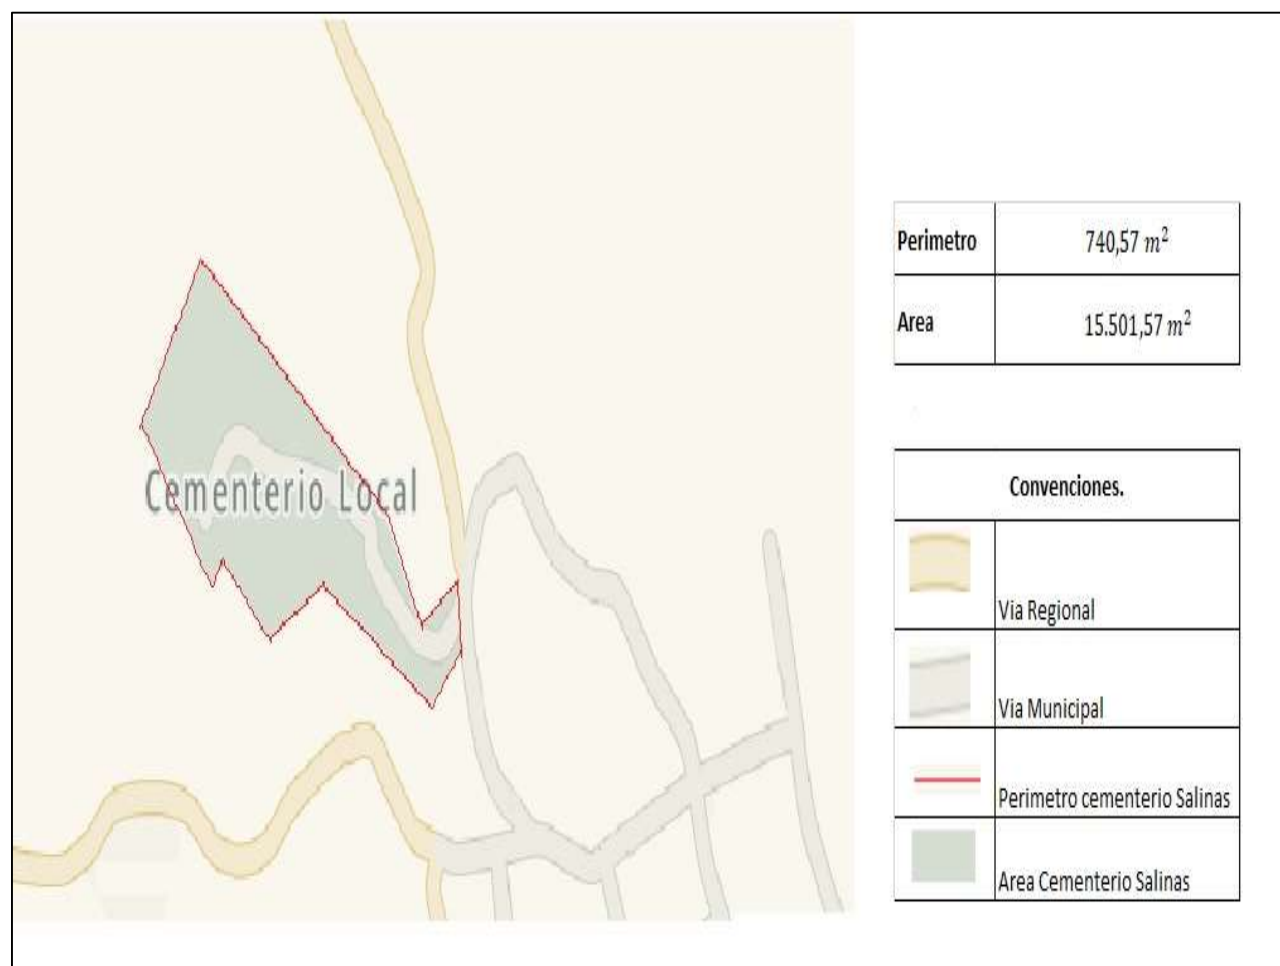 Cementerio Local
Perimetro 740,57 m²
Area 15.501,57 m²
Convenciones.
Via Regional
Via Municipal
Perimetro cementerio Salinas
Area Cementerio Salinas